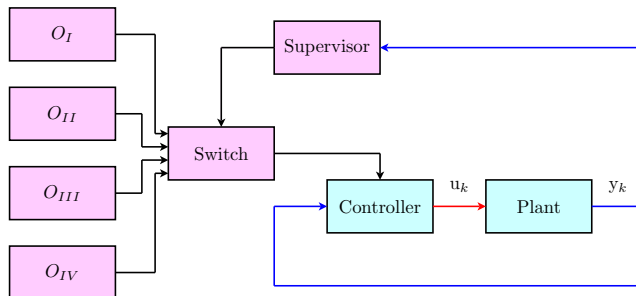 O_I
Supervisor
O_II
Switch
O_III
Controller
u_k
Plant
y_k
O_IV